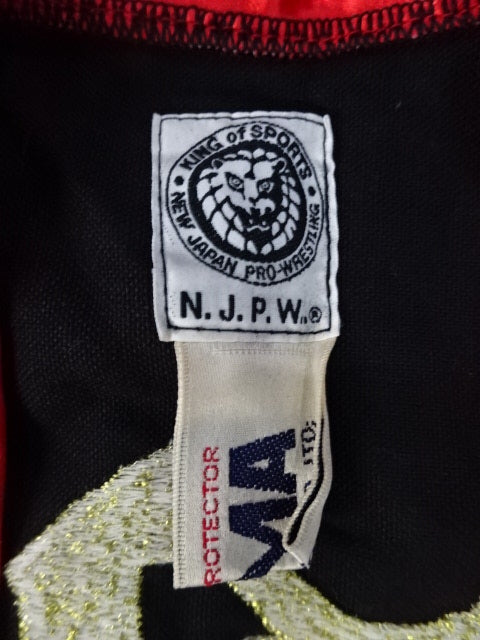 • KING of SPORTS •
NEW JAPAN PRO-WRESTLING
N.J.P.W.®
ROTECTOR